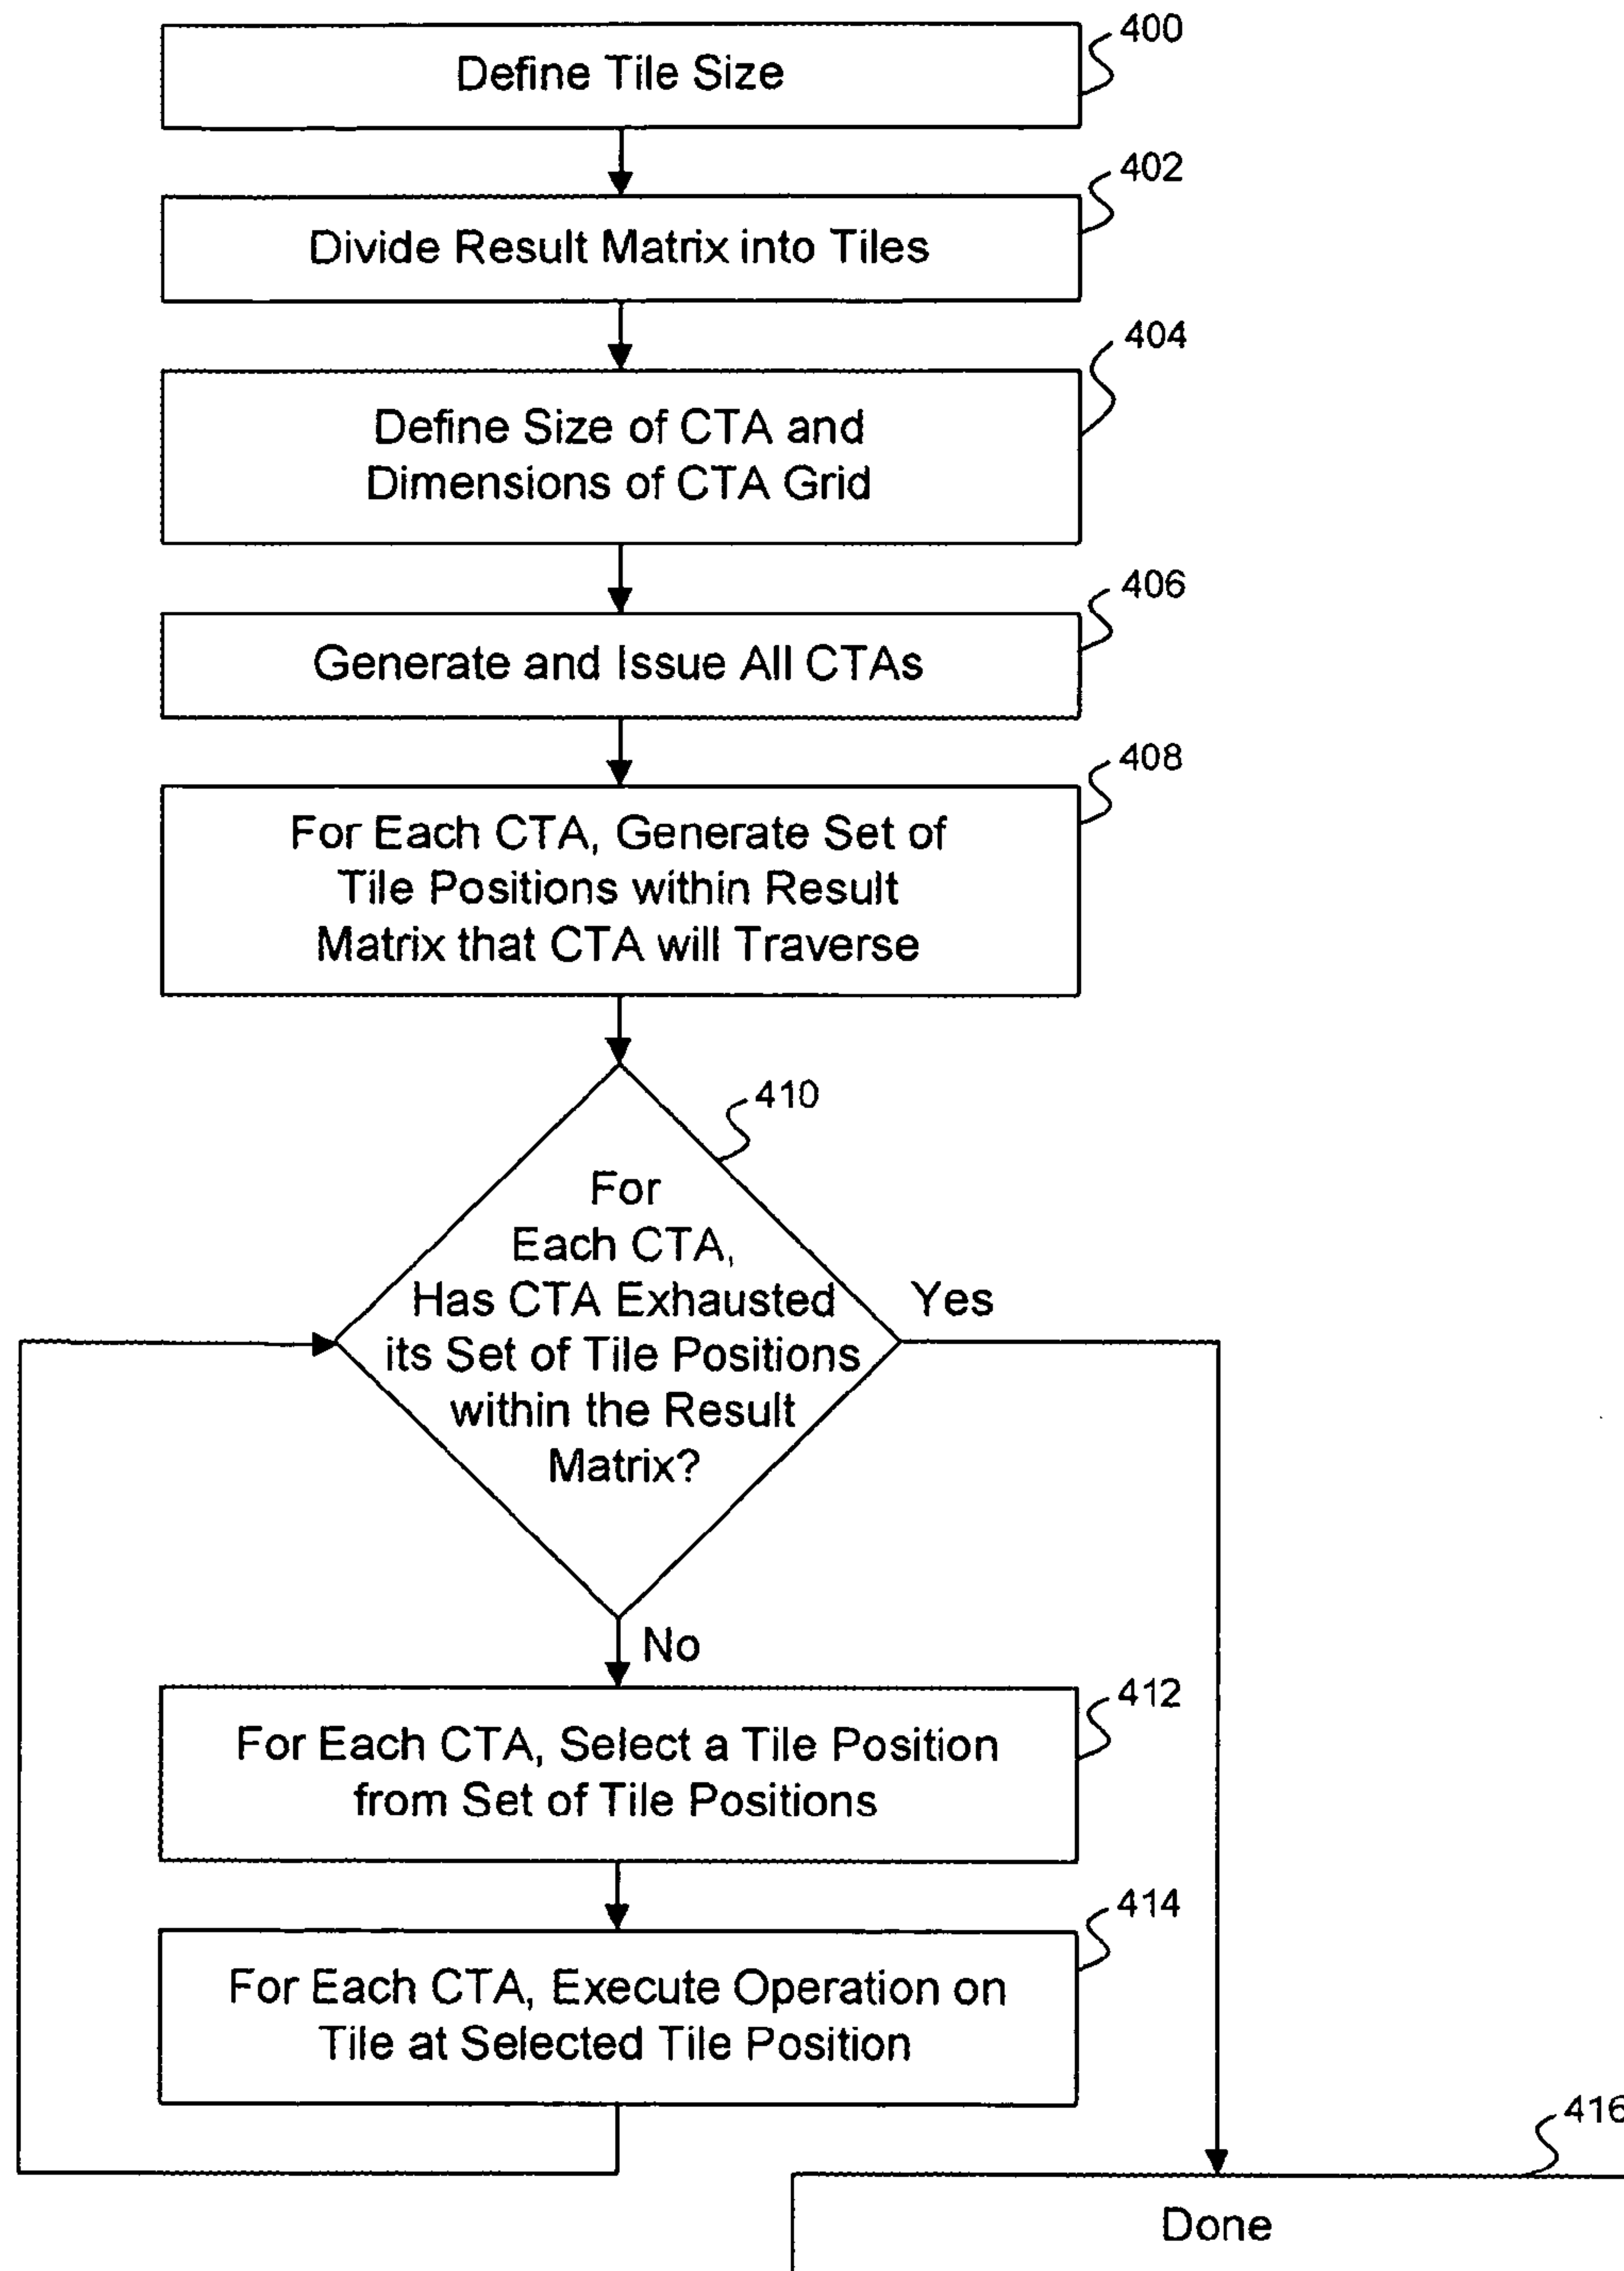 400
Define Tile Size
402
Divide Result Matrix into Tiles
404
Define Size of CTA and
Dimensions of CTA Grid
406
Generate and Issue All CTAs
408
For Each CTA, Generate Set of
Tile Positions within Result
Matrix that CTA will Traverse
410
For
Each CTA,
Has CTA Exhausted
its Set of Tile Positions
within the Result
Matrix?
Yes
No
412
For Each CTA, Select a Tile Position
from Set of Tile Positions
414
For Each CTA, Execute Operation on
Tile at Selected Tile Position
416
Done